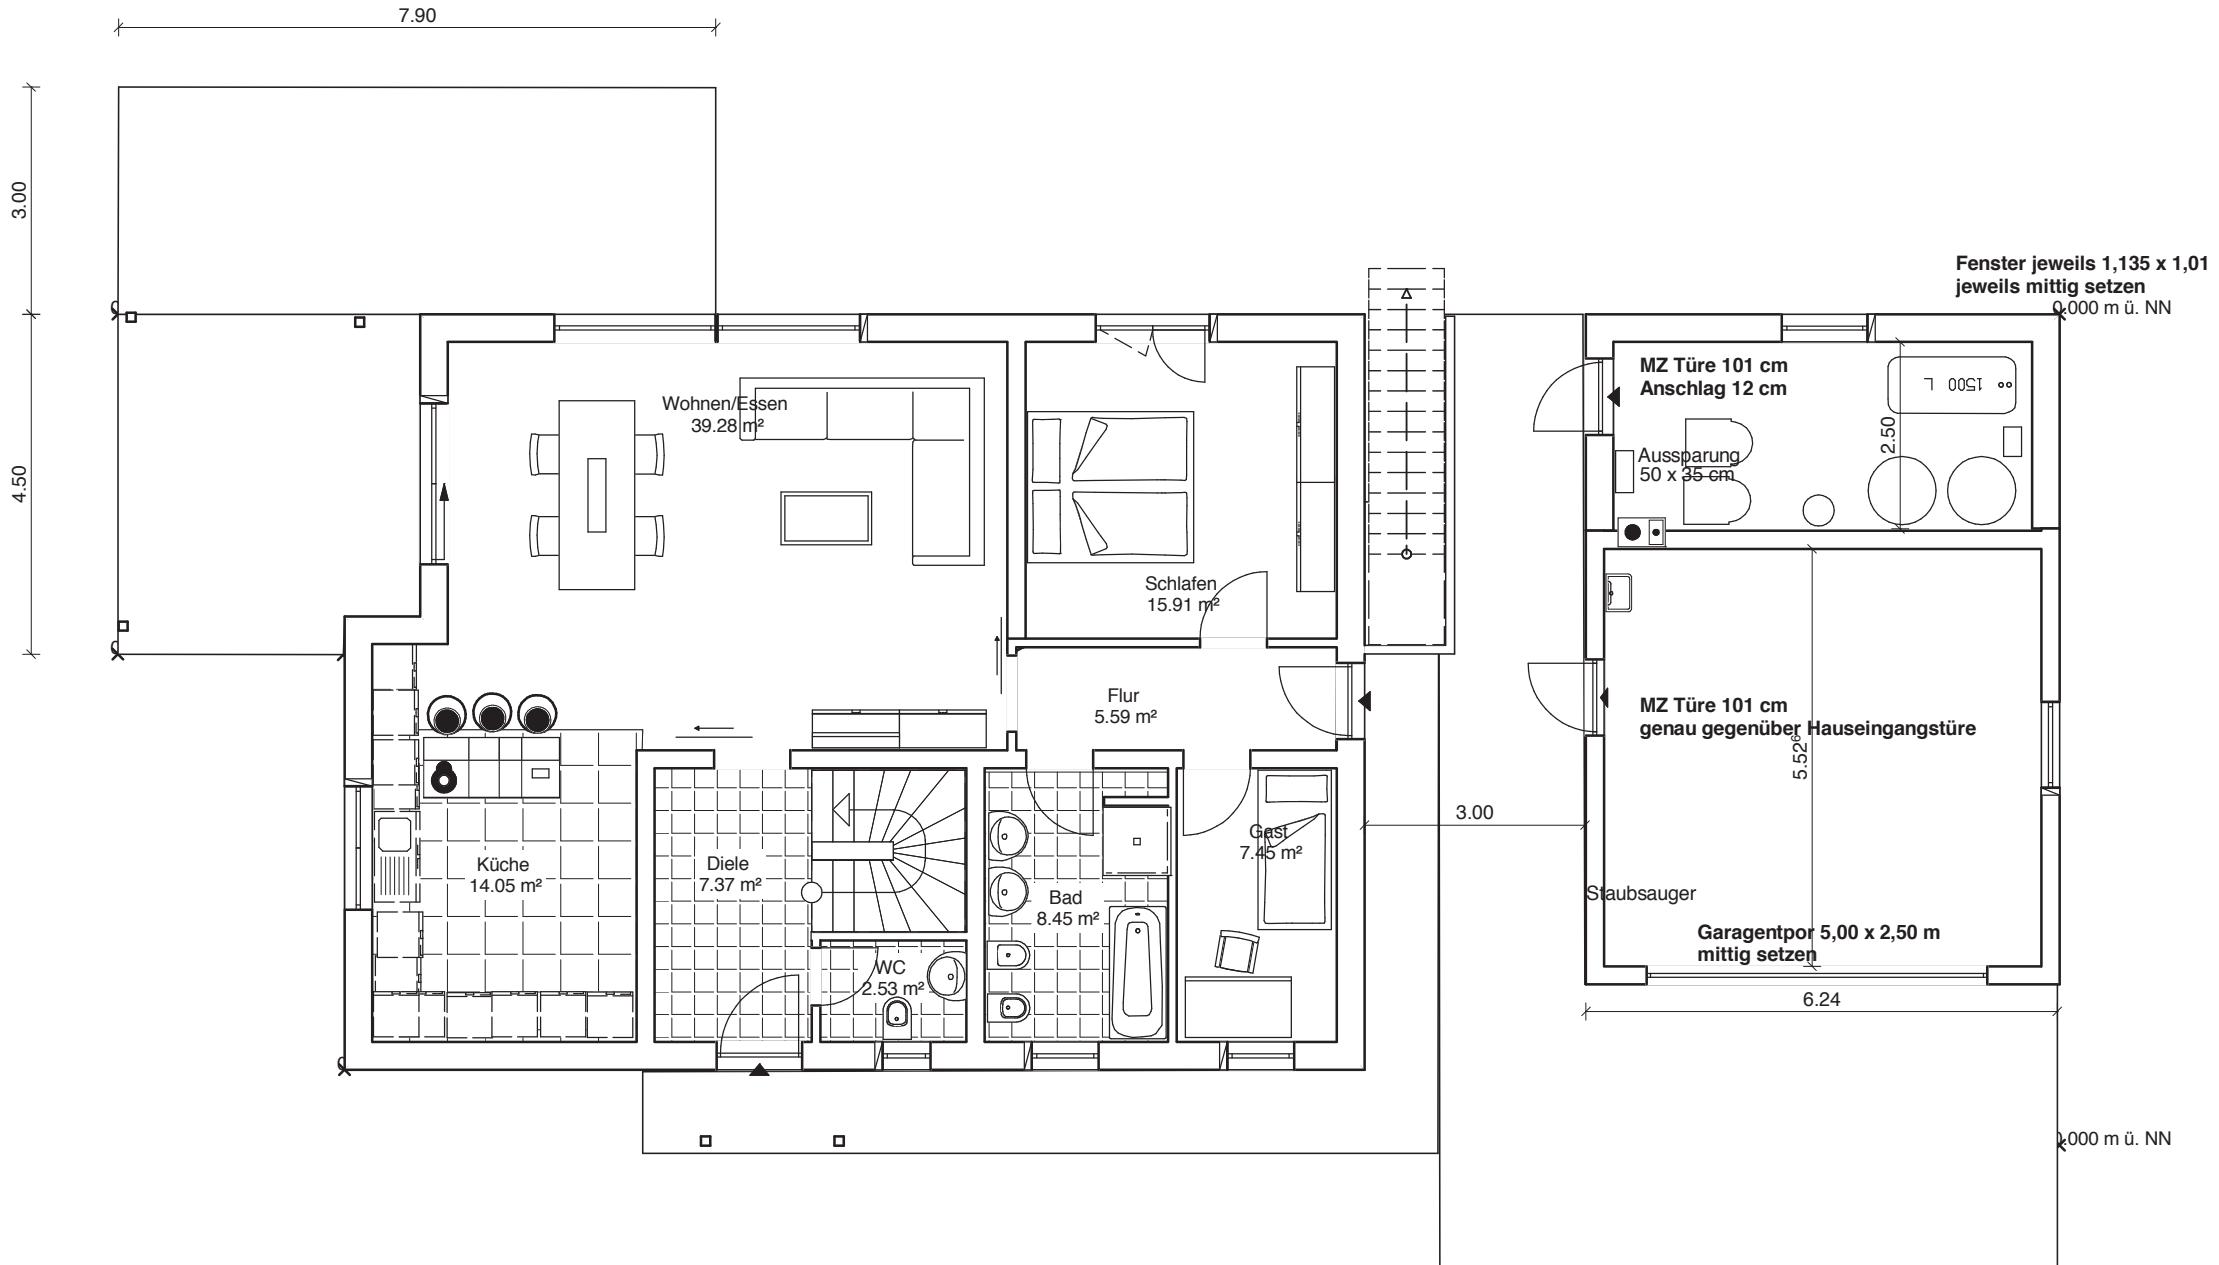 7.90
3.00
4.50
Fenster jeweils 1,135 x 1,01
jeweils mittig setzen
0.000 m ü. NN
MZ Türe 101 cm
Anschlag 12 cm
1500 L
2.50
Wohnen/Essen
39.28 m²
Aussparung
50 x 35 cm
Schlafen
15.91 m²
Flur
5.59 m²
MZ Türe 101 cm
genau gegenüber Hauseingangstüre
5.52⁶
3.00
Küche
14.05 m²
Diele
7.37 m²
Bad
8.45 m²
Gast
7.45 m²
Staubsauger
Garagentpor 5,00 x 2,50 m
mittig setzen
WC
2.53 m²
6.24
0.000 m ü. NN